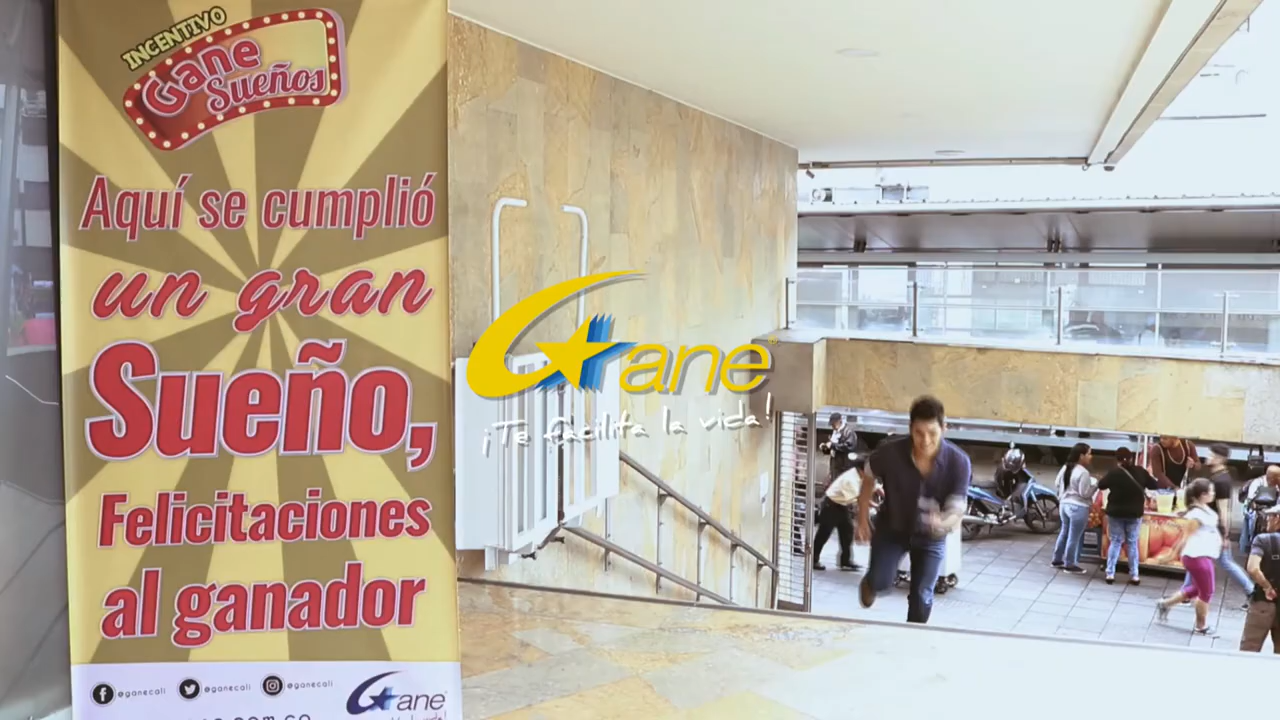 INCENTIVO
Gane
Sueños
Aquí se cumplió
un gran
Sueño,
Felicitaciones
al ganador
@ganecali @ganecali @ganecali
Gane
Gane
¡Te facilita la vida!